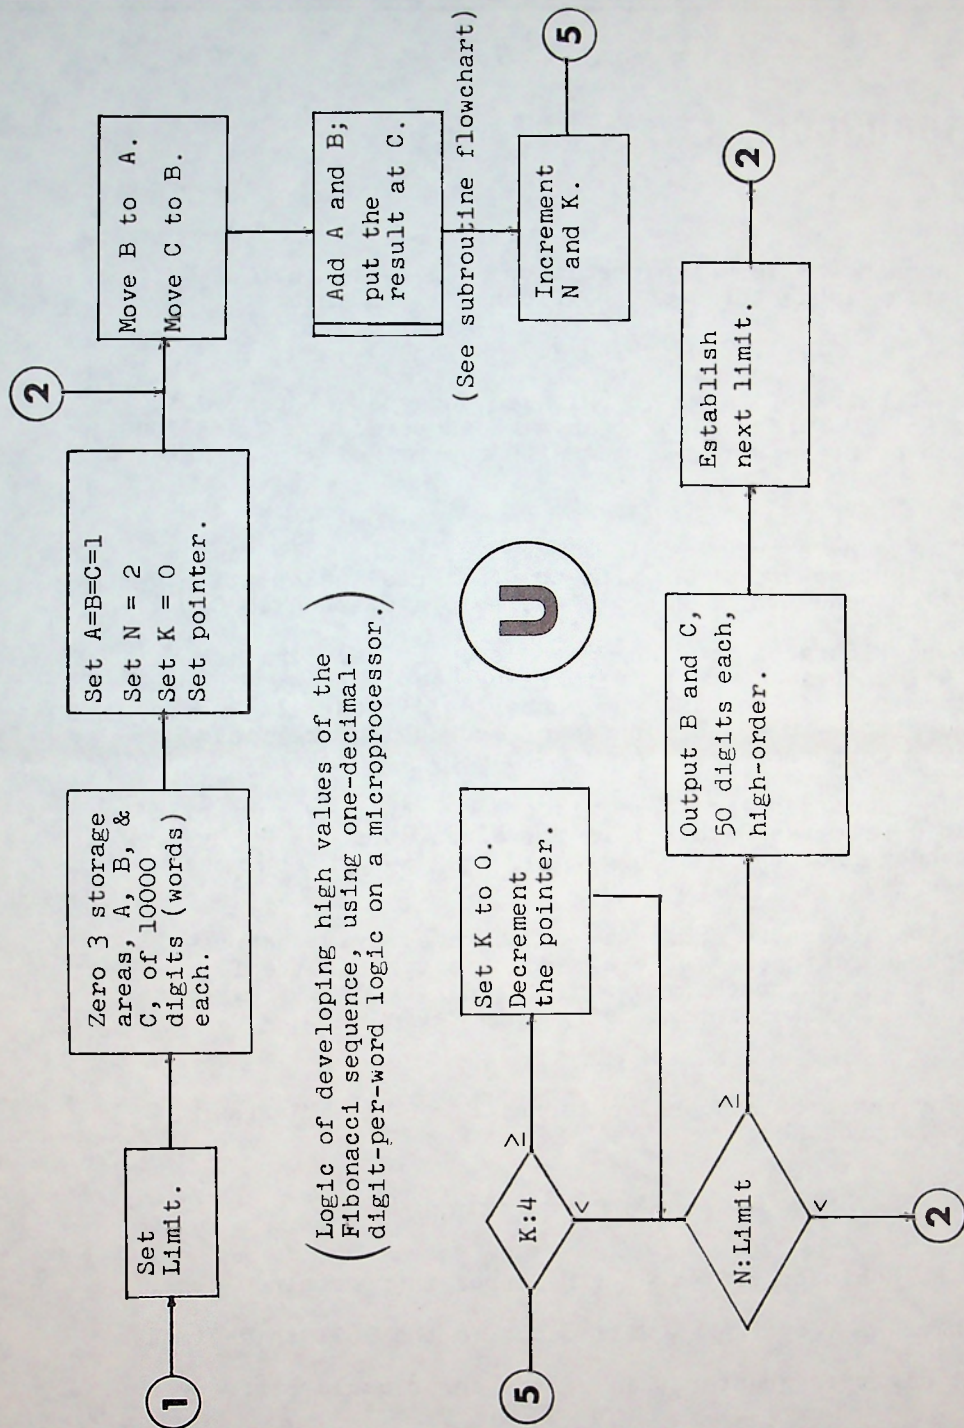 1
Set
Limit.
Zero 3 storage
areas, A, B, &
C, of 10000
digits (words)
each.
Set A=B=C=1
Set N = 2
Set K = 0
Set pointer.
2
Move B to A.
Move C to B.
Add A and B;
put the
result at C.
(See subroutine flowchart)
Increment
N and K.
5
(Logic of developing high values of the
Fibonacci sequence, using one-decimal-
digit-per-word logic on a microprocessor.)
U
5
K:4
≥
<
Set K to 0.
Decrement
the pointer.
N:Limit
≥
<
2
Output B and C,
50 digits each,
high-order.
Establish
next limit.
2